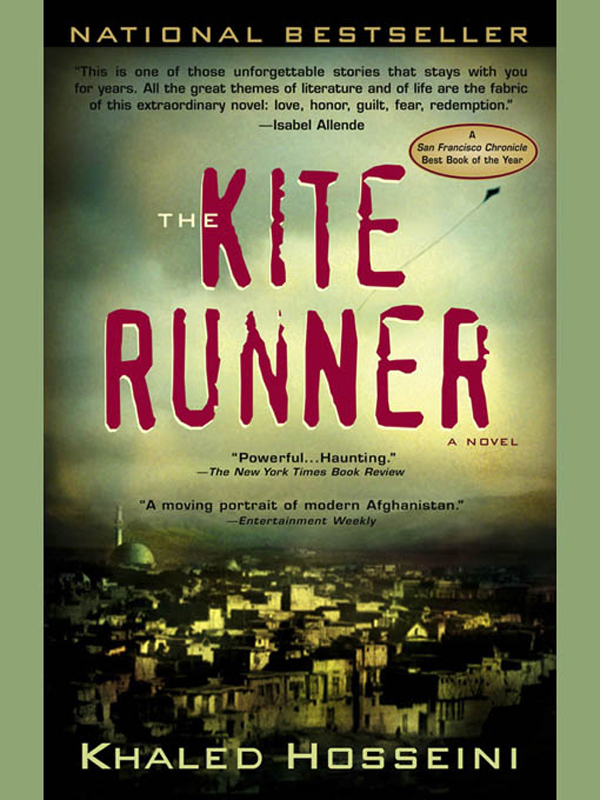 NATIONAL BESTSELLER
“This is one of those unforgettable stories that stays with you
for years. All the great themes of literature and of life are the fabric
of this extraordinary novel: love, honor, guilt, fear, redemption.”
—Isabel Allende
A
San Francisco Chronicle
Best Book of the Year
THE
KITE
RUNNER
A NOVEL
“Powerful...Haunting.”
—The New York Times Book Review
“A moving portrait of modern Afghanistan.”
—Entertainment Weekly
KHALED HOSSEINI